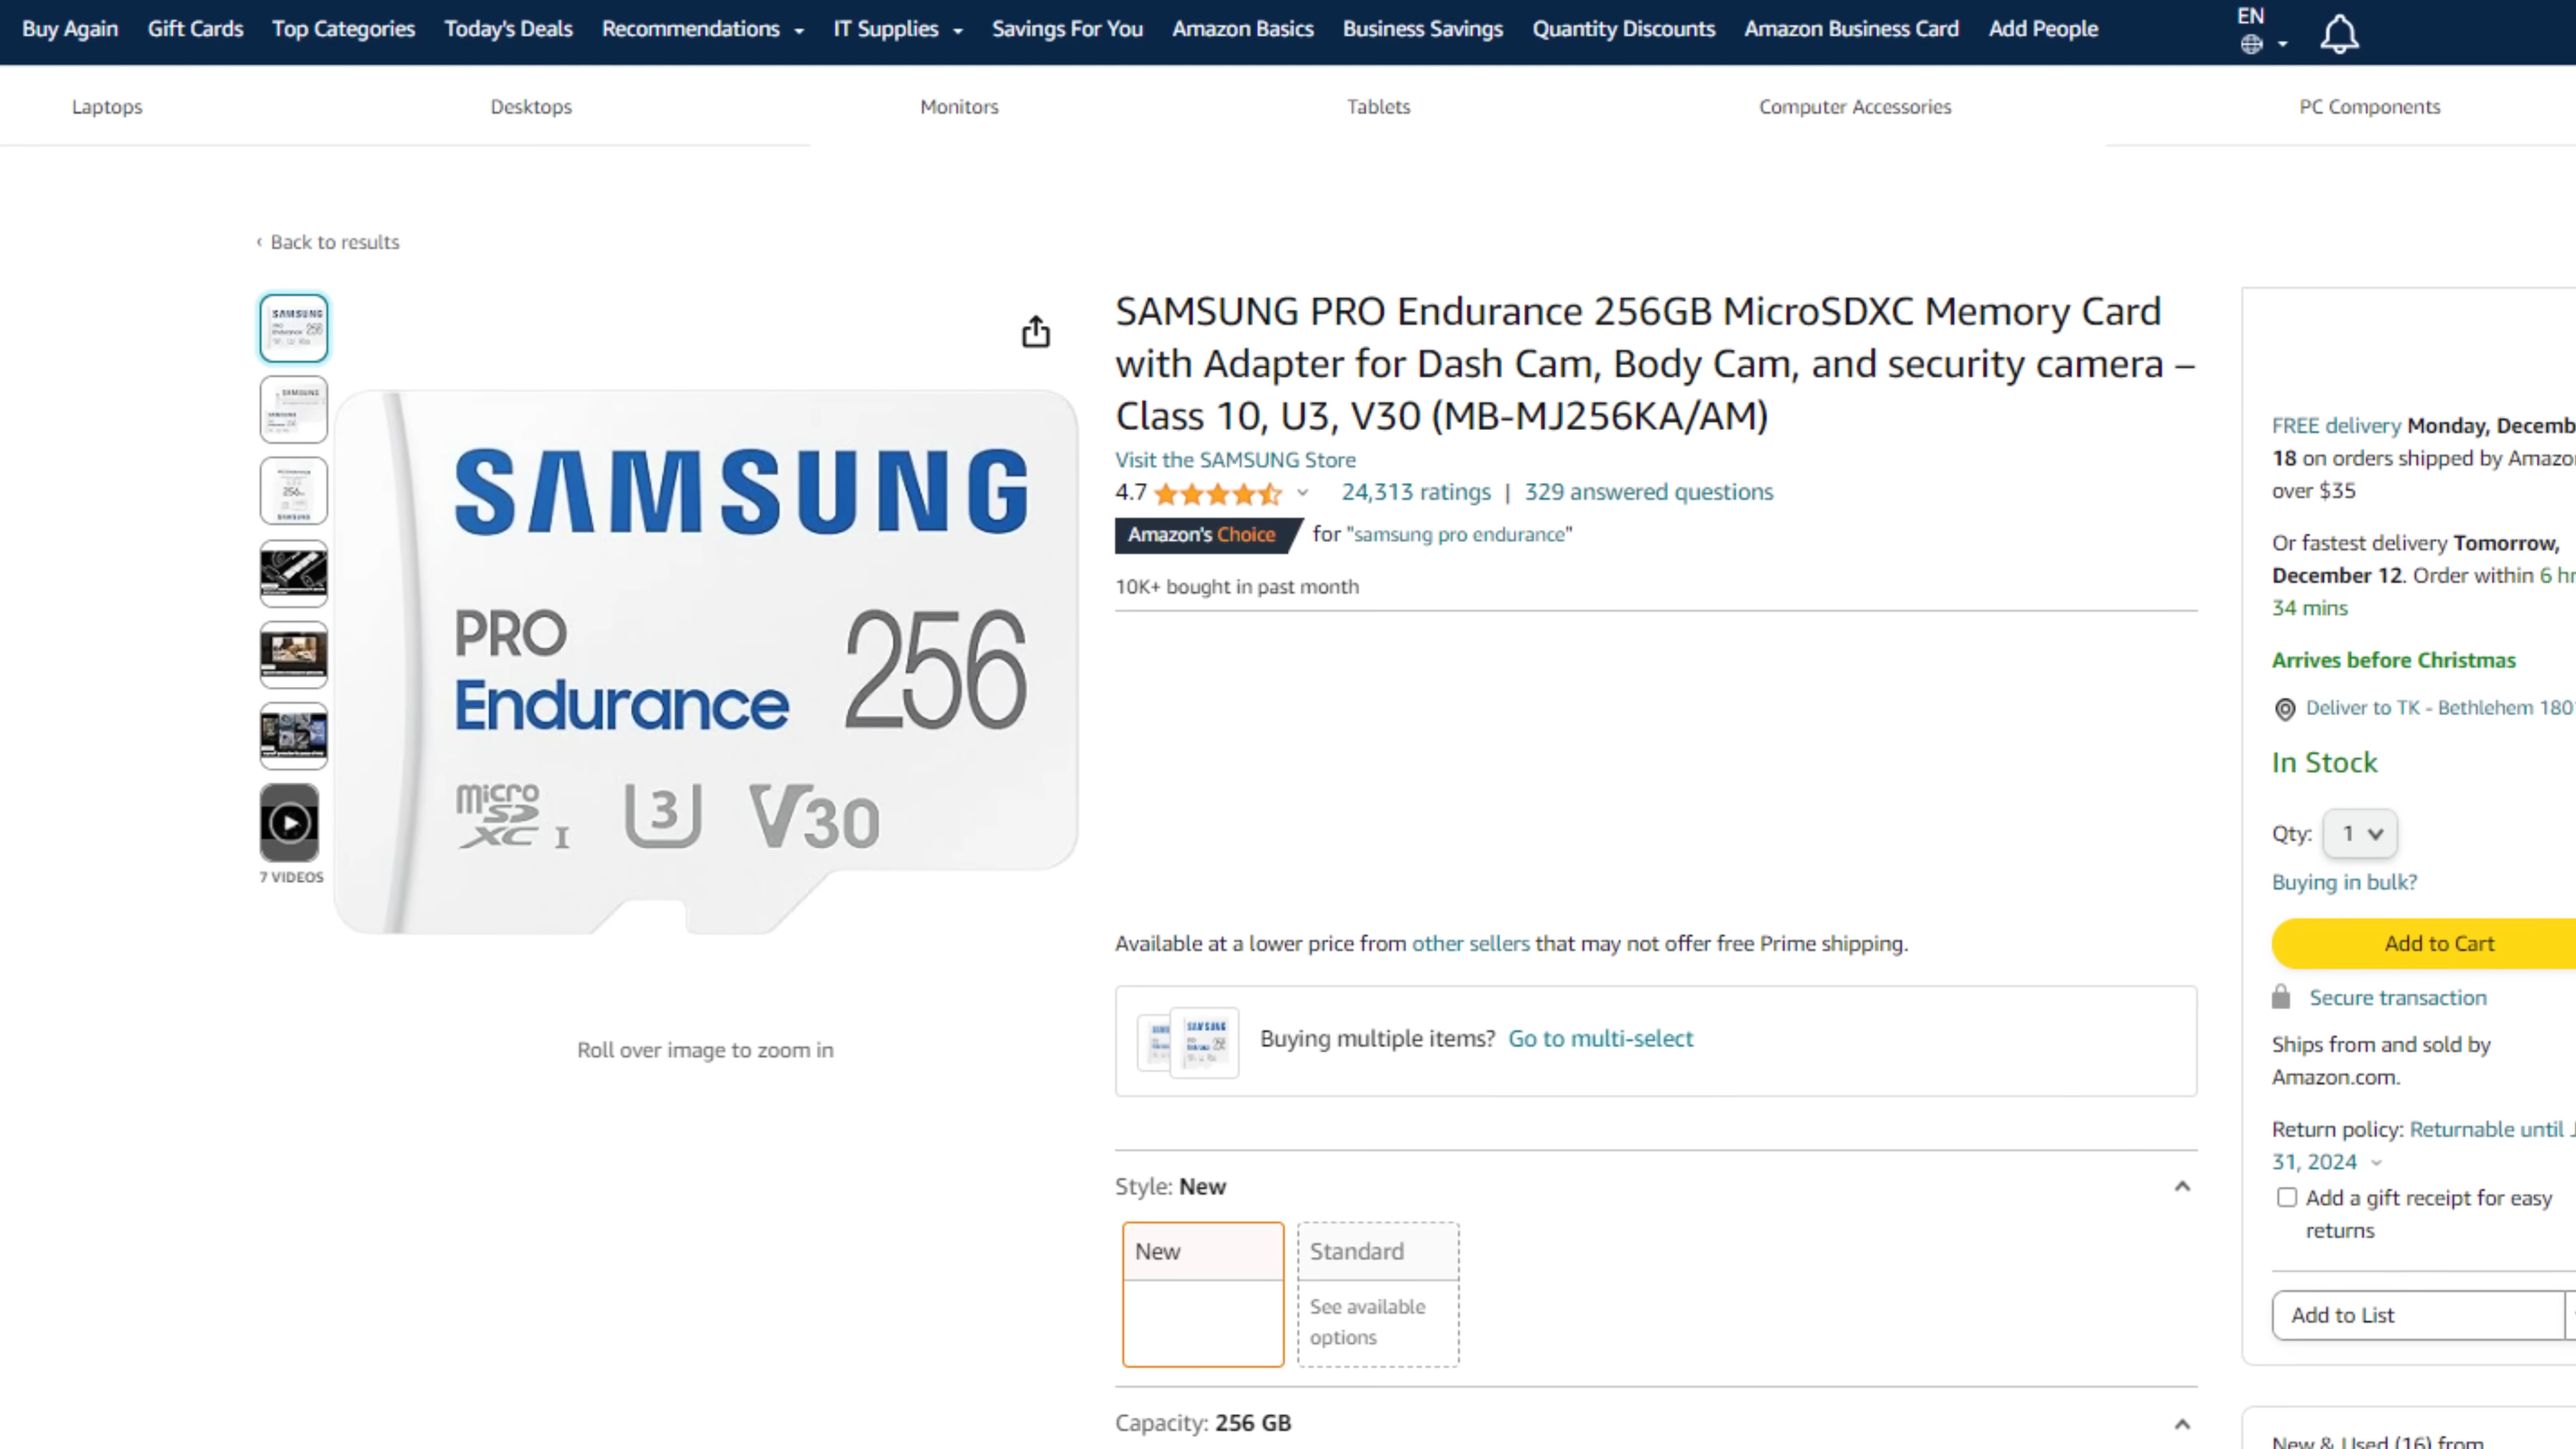 Buy Again Gift Cards Top Categories Today's Deals Recommendations IT Supplies Savings For You Amazon Basics Business Savings Quantity Discounts Amazon Business Card Add People EN
Laptops Desktops Monitors Tablets Computer Accessories PC Components
‹ Back to results
SAMSUNG
PRO
Endurance
256
micro
SD
XC I
U3
V30
7 VIDEOS
Roll over image to zoom in
SAMSUNG PRO Endurance 256GB MicroSDXC Memory Card
with Adapter for Dash Cam, Body Cam, and security camera –
Class 10, U3, V30 (MB-MJ256KA/AM)
Visit the SAMSUNG Store
4.7 24,313 ratings | 329 answered questions
Amazon's Choice for "samsung pro endurance"
10K+ bought in past month
Available at a lower price from other sellers that may not offer free Prime shipping.
Buying multiple items? Go to multi-select
Style: New
New
Standard
See available
options
Capacity: 256 GB
FREE delivery Monday, Decemb
18 on orders shipped by Amazo
over $35
Or fastest delivery Tomorrow,
December 12. Order within 6 hr
34 mins
Arrives before Christmas
Deliver to TK - Bethlehem 180
In Stock
Qty: 1
Buying in bulk?
Add to Cart
Secure transaction
Ships from and sold by
Amazon.com.
Return policy: Returnable until J
31, 2024
Add a gift receipt for easy
returns
Add to List
New & Used (16) from